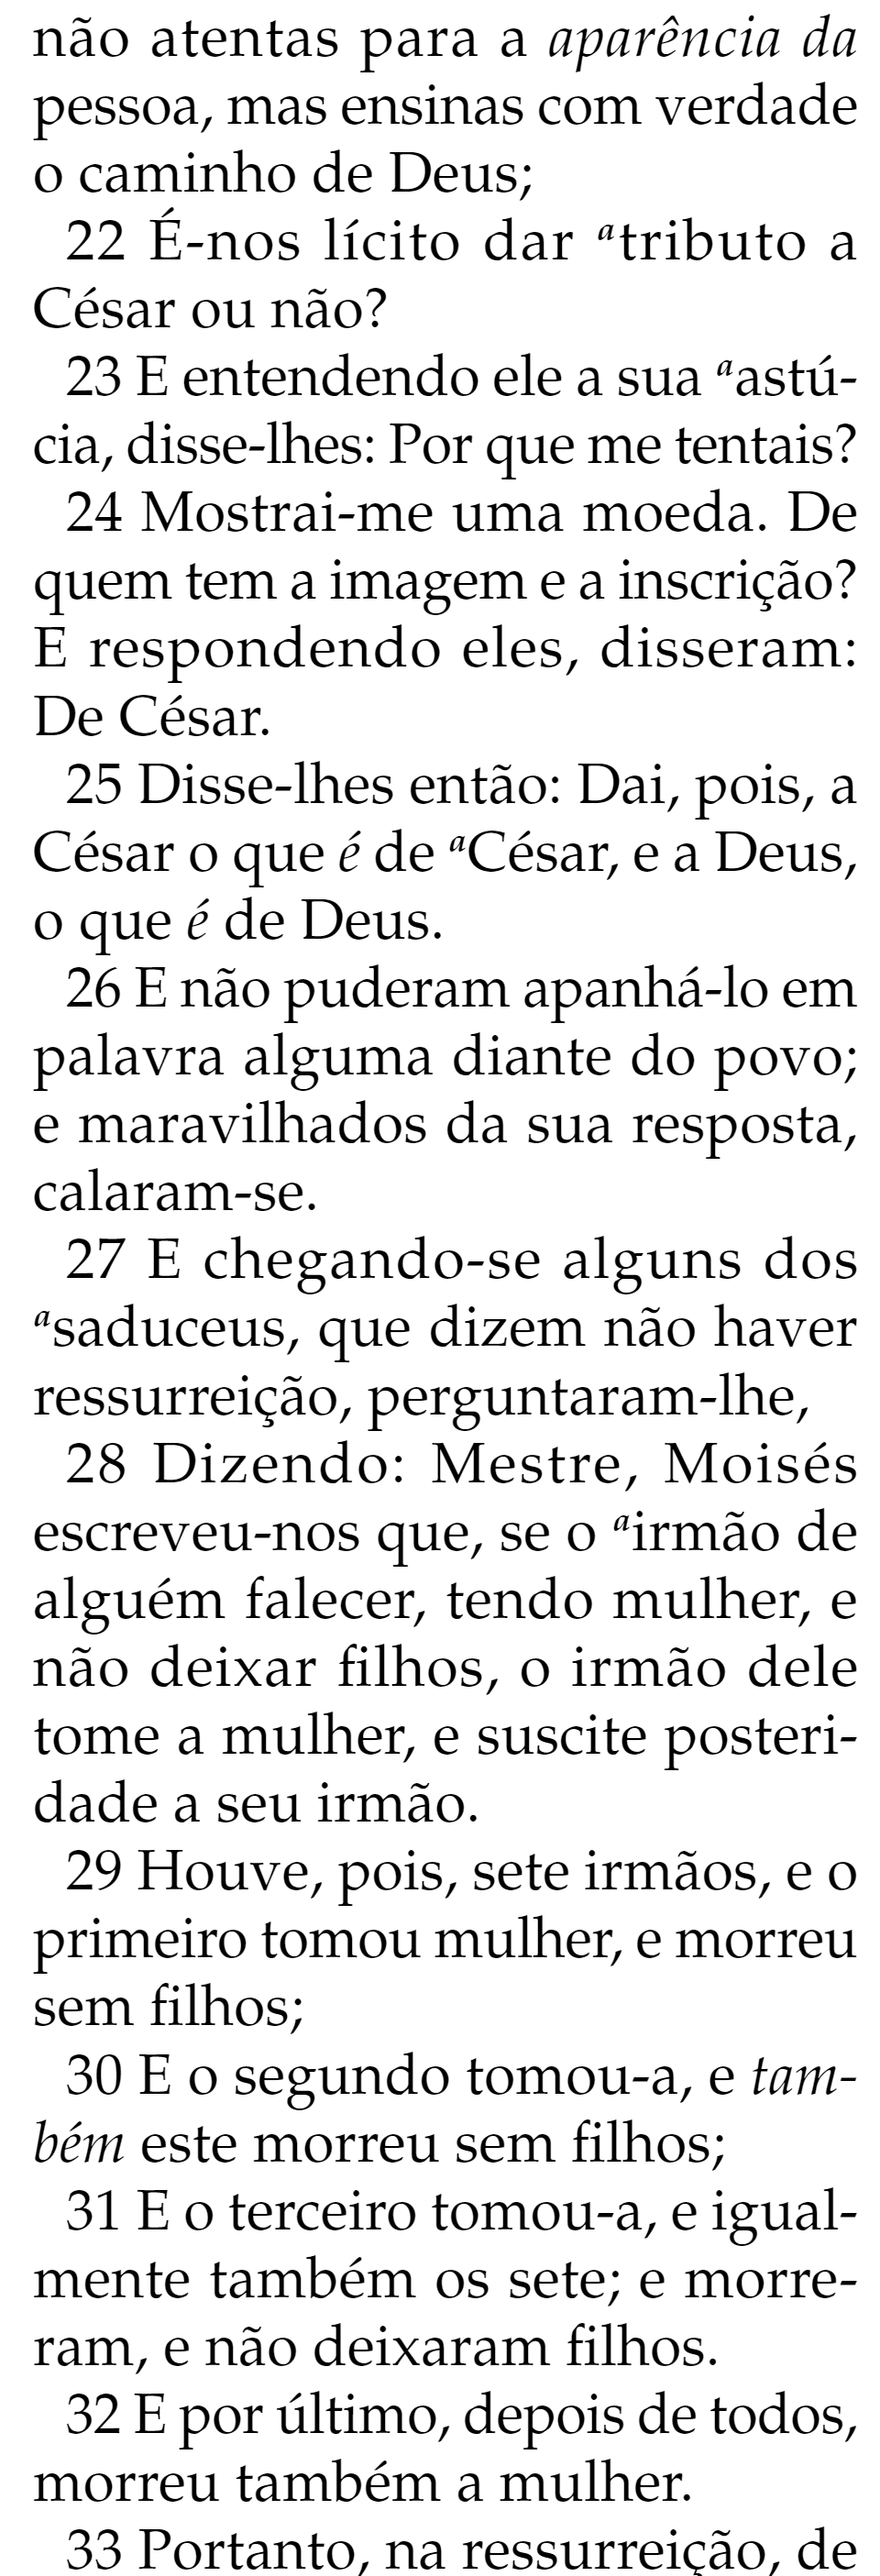 não atentas para a aparência da
pessoa, mas ensinas com verdade
o caminho de Deus;
22 É-nos lícito dar ᵃtributo a
César ou não?
23 E entendendo ele a sua ᵃastú-
cia, disse-lhes: Por que me tentais?
24 Mostrai-me uma moeda. De
quem tem a imagem e a inscrição?
E respondendo eles, disseram:
De César.
25 Disse-lhes então: Dai, pois, a
César o que é de ᵃCésar, e a Deus,
o que é de Deus.
26 E não puderam apanhá-lo em
palavra alguma diante do povo;
e maravilhados da sua resposta,
calaram-se.
27 E chegando-se alguns dos
ᵃsaduceus, que dizem não haver
ressurreição, perguntaram-lhe,
28 Dizendo: Mestre, Moisés
escreveu-nos que, se o ᵃirmão de
alguém falecer, tendo mulher, e
não deixar filhos, o irmão dele
tome a mulher, e suscite posteri-
dade a seu irmão.
29 Houve, pois, sete irmãos, e o
primeiro tomou mulher, e morreu
sem filhos;
30 E o segundo tomou-a, e tam-
bém este morreu sem filhos;
31 E o terceiro tomou-a, e igual-
mente também os sete; e morre-
ram, e não deixaram filhos.
32 E por último, depois de todos,
morreu também a mulher.
33 Portanto, na ressurreição, de